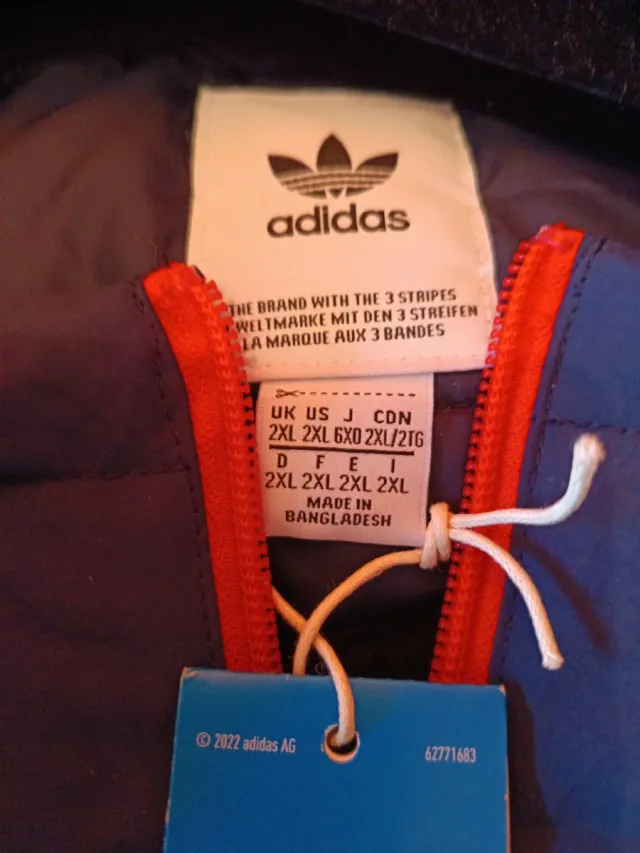 adidas
THE BRAND WITH THE 3 STRIPES
WELTMARKE MIT DEN 3 STREIFEN
LA MARQUE AUX 3 BANDES
UK US J CDN
2XL 2XL 6XO 2XL/2TG
D F E I
2XL 2XL 2XL 2XL
MADE IN
BANGLADESH
© 2022 adidas AG
62771683